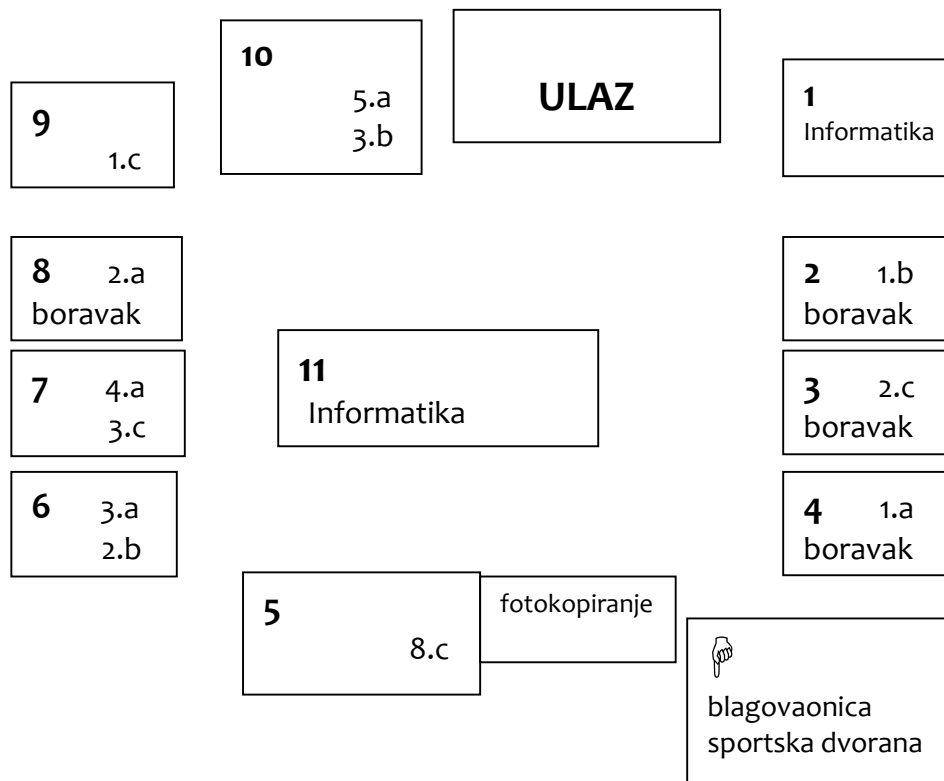 10
5.a
3.b
ULAZ
1
Informatika
9
1.c
8 2.a
boravak
2 1.b
boravak
11
Informatika
7 4.a
3.c
3 2.c
boravak
6 3.a
2.b
4 1.a
boravak
5
8.c
fotokopiranje
blagovaonica
sportska dvorana